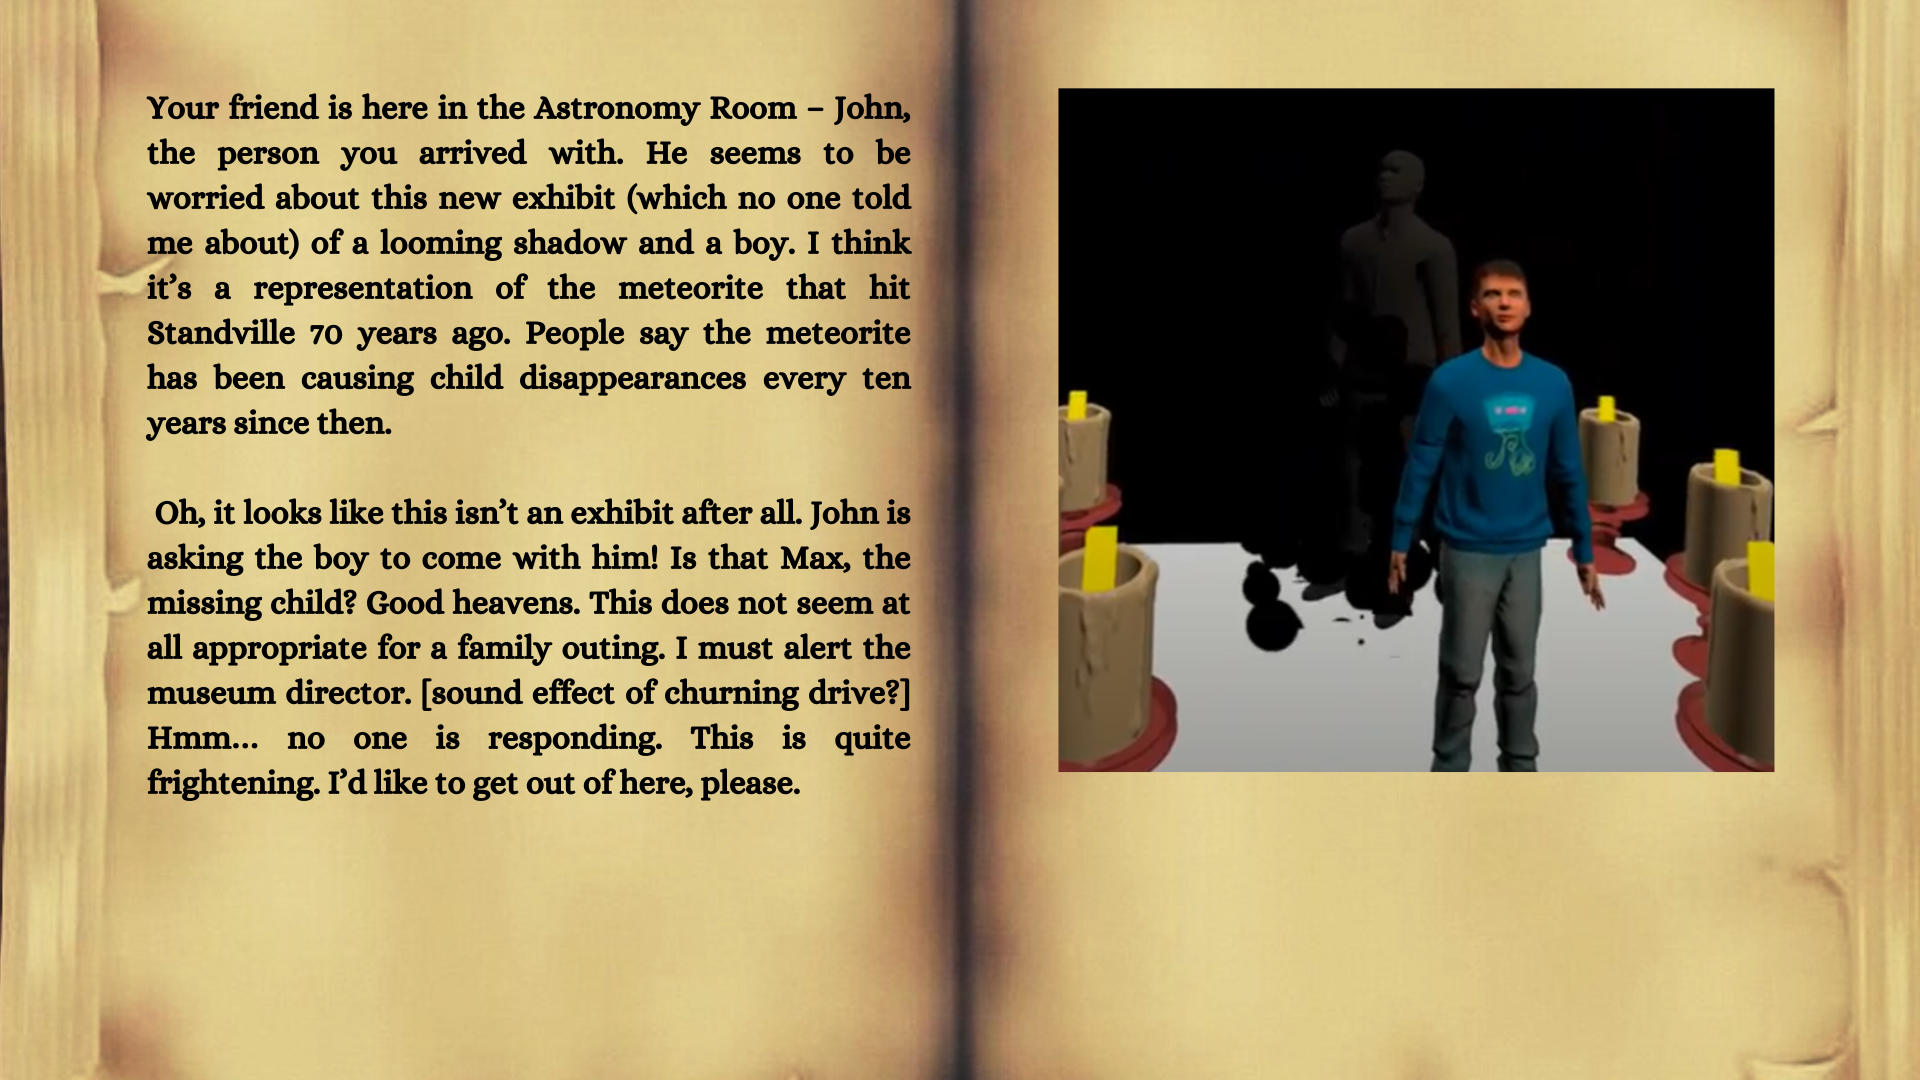 Your friend is here in the Astronomy Room – John,
the person you arrived with. He seems to be
worried about this new exhibit (which no one told
me about) of a looming shadow and a boy. I think
it’s a representation of the meteorite that hit
Standville 70 years ago. People say the meteorite
has been causing child disappearances every ten
years since then.
Oh, it looks like this isn’t an exhibit after all. John is
asking the boy to come with him! Is that Max, the
missing child? Good heavens. This does not seem at
all appropriate for a family outing. I must alert the
museum director. [sound effect of churning drive?]
Hmm… no one is responding. This is quite
frightening. I’d like to get out of here, please.